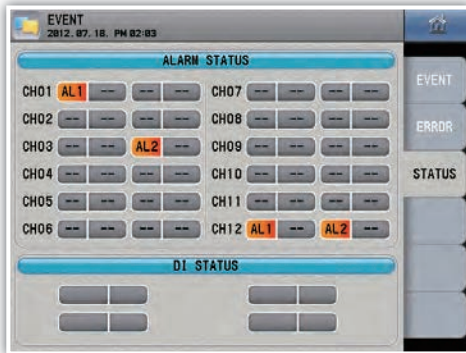 EVENT
2012.07.18. PM 02:03
ALARM STATUS
CH01 AL1 -- -- -- CH07 -- -- -- --
CH02 -- -- -- -- CH08 -- -- -- --
CH03 -- -- AL2 -- CH09 -- -- -- --
CH04 -- -- -- -- CH10 -- -- -- --
CH05 -- -- -- -- CH11 -- -- -- --
CH06 -- -- -- -- CH12 AL1 -- AL2 --
DI STATUS
EVENT
ERROR
STATUS